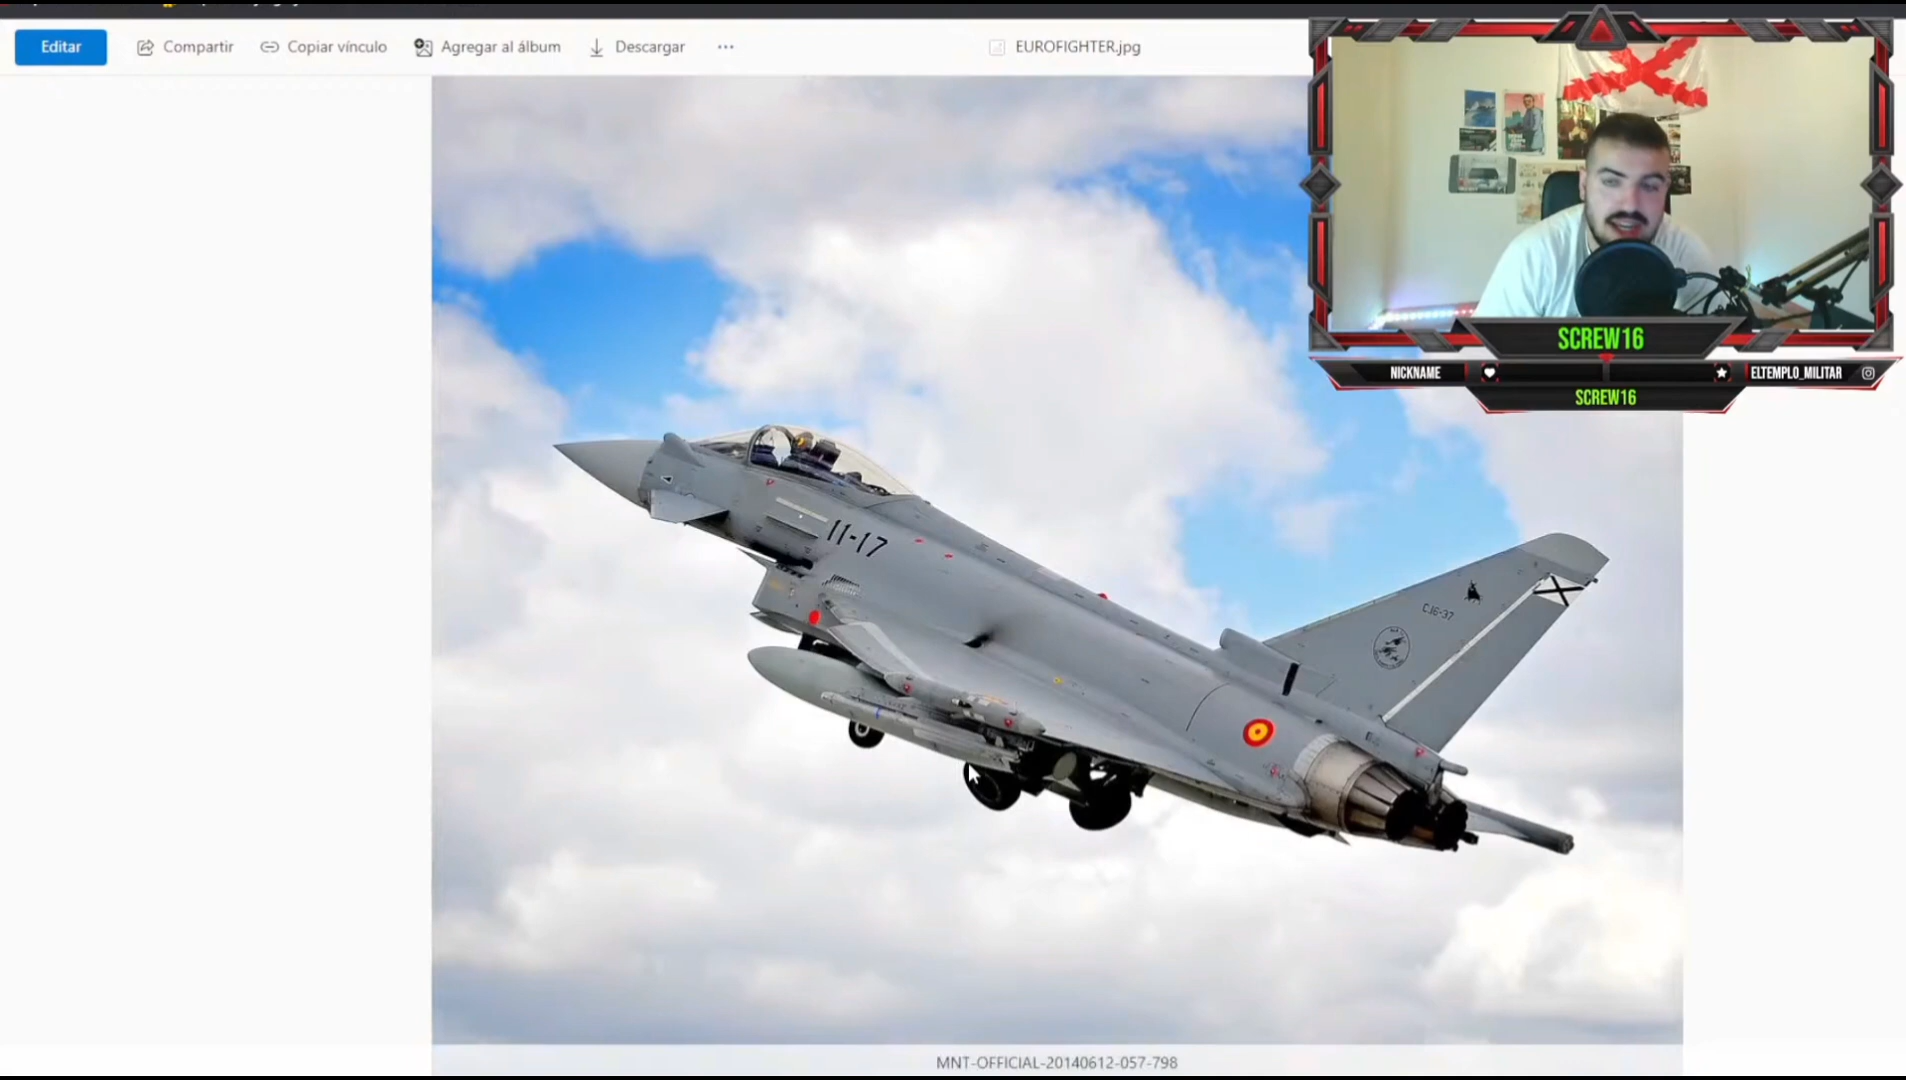 Editar
Compartir
Copiar vínculo
Agregar al álbum
Descargar
EUROFIGHTER.jpg
SCREW16
NICKNAME
ELTEMPLO_MILITAR
SCREW16
11-17
C.16-37
MNT-OFFICIAL-20140612-057-798